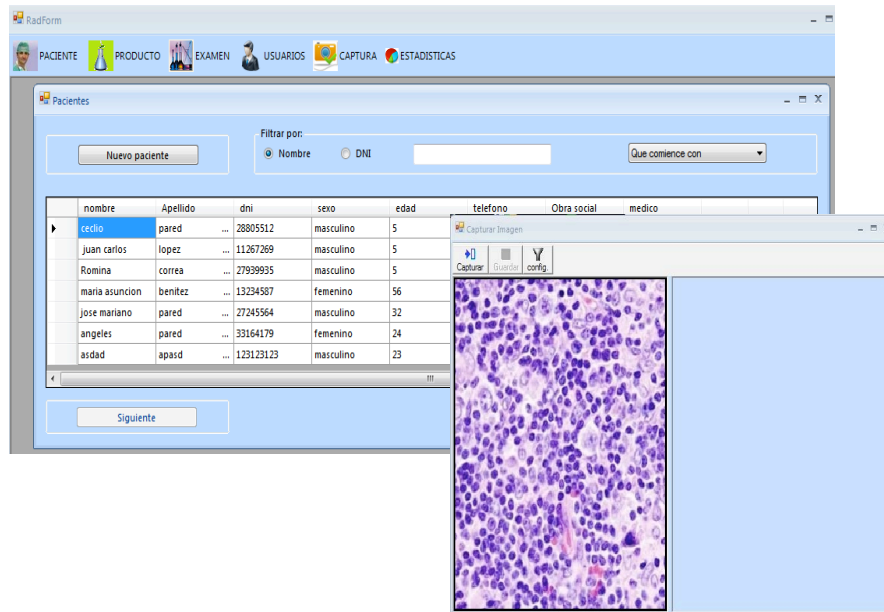 RadForm
PACIENTE PRODUCTO EXAMEN USUARIOS CAPTURA ESTADISTICAS
Pacientes
Filtrar por:
Nuevo paciente Nombre DNI Que comience con
nombre Apellido dni sexo edad telefono Obra social medico
ceclio pared ... 28805512 masculino 5
juan carlos lopez ... 11267269 masculino 5
Romina correa ... 27939935 masculino 5
maria asuncion benitez ... 13234587 femenino 56
jose mariano pared ... 27245564 masculino 32
angeles pared ... 33164179 femenino 24
asdad apasd ... 123123123 masculino 23
Siguiente
Capturar Imagen
Capturar Guardar config.